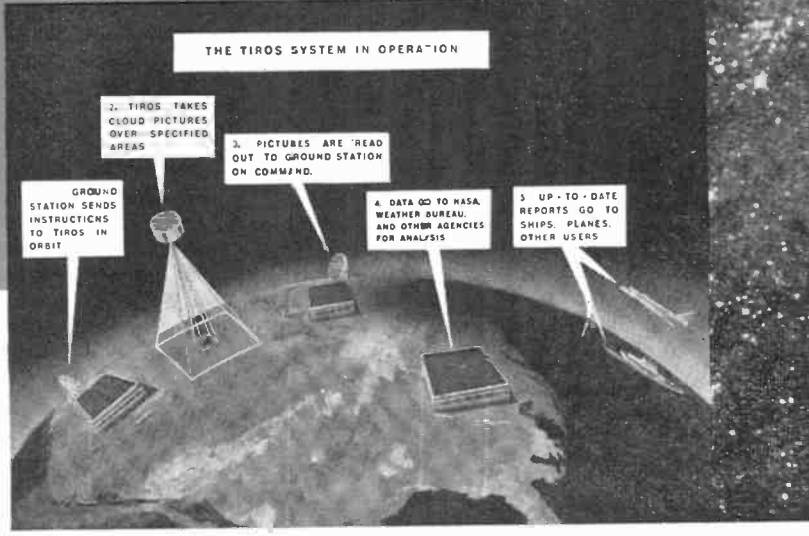 THE TIROS SYSTEM IN OPERATION
GROUND
STATION SENDS
INSTRUCTIONS
TO TIROS IN
ORBIT
2. TIROS TAKES
CLOUD PICTURES
OVER SPECIFIED
AREAS
3. PICTURES ARE READ
OUT TO GROUND STATION
ON COMMAND.
4. DATA GO TO NASA,
WEATHER BUREAU,
AND OTHER AGENCIES
FOR ANALYSIS
5 UP-TO-DATE
REPORTS GO TO
SHIPS, PLANES,
OTHER USERS